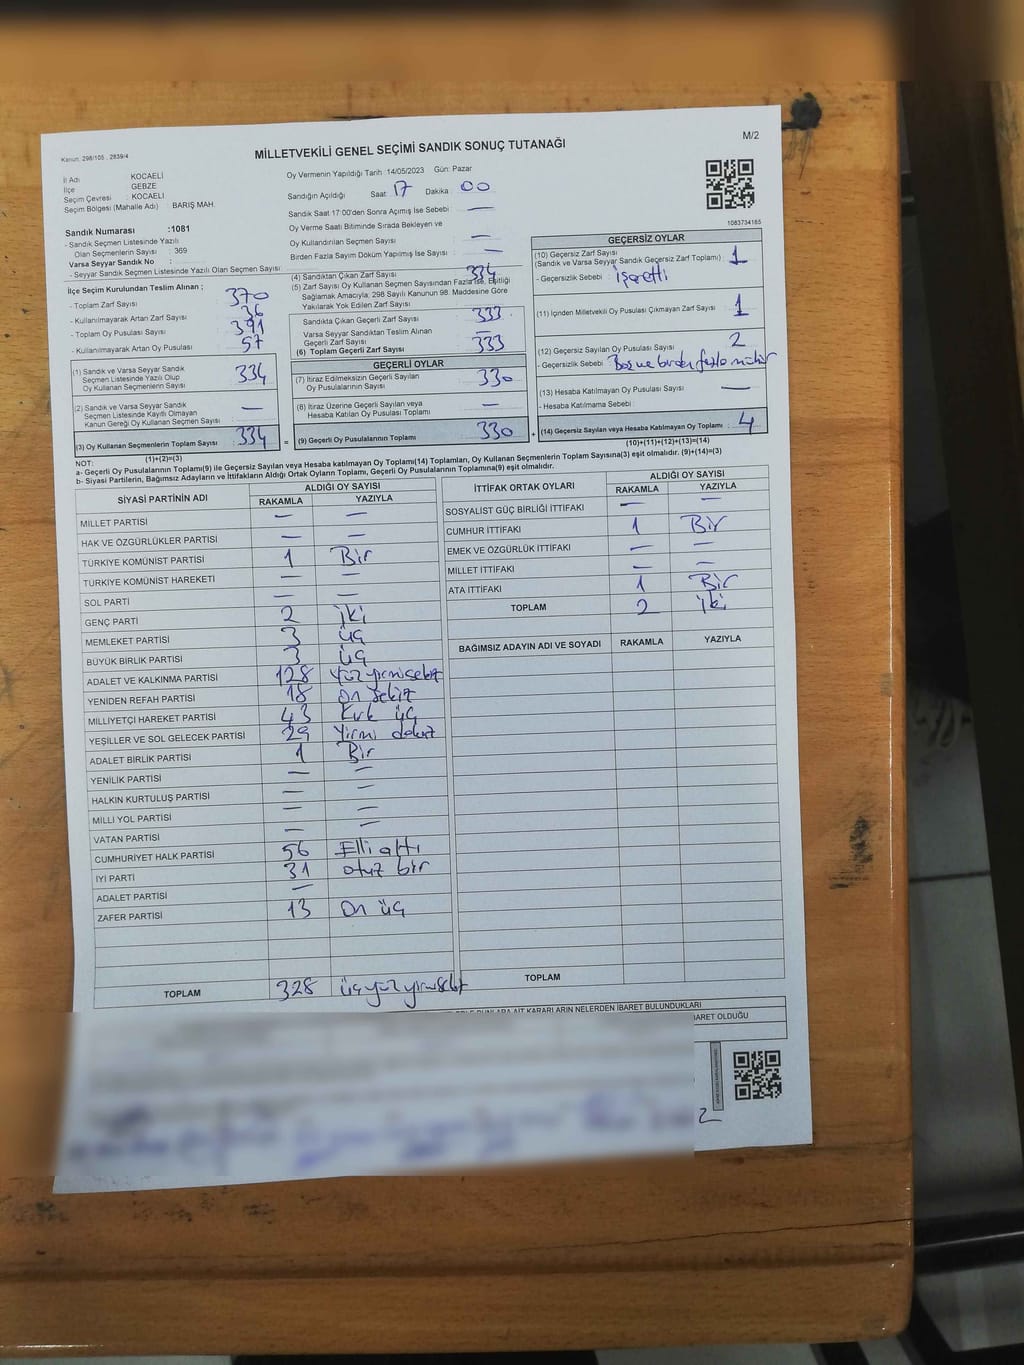 Kanun: 298/105 , 2839/4
M/2
MİLLETVEKİLİ GENEL SEÇİMİ SANDIK SONUÇ TUTANAĞI
İl Adı : KOCAELİ
İlçe : GEBZE
Seçim Çevresi : KOCAELİ
Seçim Bölgesi (Mahalle Adı) : BARIŞ MAH.
Sandık Numarası :1081
- Sandık Seçmen Listesinde Yazılı
Olan Seçmenlerin Sayısı : 369
Varsa Seyyar Sandık No :
- Seyyar Sandık Seçmen Listesinde Yazılı Olan Seçmen Sayısı
Oy Vermenin Yapıldığı Tarih :14/05/2023 Gün: Pazar
Sandığın Açıldığı Saat: 17 Dakika : 00
Sandık Saat 17:00'den Sonra Açımış İse Sebebi : —
Oy Verme Saati Bitiminde Sırada Bekleyen ve
Oy Kullandırılan Seçmen Sayısı : —
Birden Fazla Sayım Döküm Yapılmış İse Sayısı : —
1083734185
İlçe Seçim Kurulundan Teslim Alınan ;
- Toplam Zarf Sayısı : 370
- Kullanılmayarak Artan Zarf Sayısı : 36
- Toplam Oy Pusulası Sayısı : 391
- Kullanılmayarak Artan Oy Pusulası : 57
(1) Sandık ve Varsa Seyyar Sandık
Seçmen Listesinde Yazılı Olup
Oy Kullanan Seçmenlerin Sayısı : 334
(2) Sandık ve Varsa Seyyar Sandık
Seçmen Listesinde Kayıtlı Olmayan
Kanun Gereği Oy Kullanan Seçmen Sayısı : —
(3) Oy Kullanan Seçmenlerin Toplam Sayısı : 334
(1)+(2)=(3)
(4) Sandıktan Çıkan Zarf Sayısı : 334
(5) Zarf Sayısı Oy Kullanan Seçmen Sayısından Fazla ise, Eşitliği
Sağlamak Amacıyla; 298 Sayılı Kanunun 98. Maddesine Göre
Yakılarak Yok Edilen Zarf Sayısı :
Sandıkta Çıkan Geçerli Zarf Sayısı : 333
Varsa Seyyar Sandıktan Teslim Alınan
Geçerli Zarf Sayısı : —
(6) Toplam Geçerli Zarf Sayısı : 333
GEÇERLİ OYLAR
(7) İtiraz Edilmeksizin Geçerli Sayılan
Oy Pusulalarının Sayısı : 330
(8) İtiraz Üzerine Geçerli Sayılan veya
Hesaba Katılan Oy Pusulası Toplamı : —
= (9) Geçerli Oy Pusulalarının Toplamı : 330
GEÇERSİZ OYLAR
(10) Geçersiz Zarf Sayısı
(Sandık ve Varsa Seyyar Sandık Geçersiz Zarf Toplamı) : 1
- Geçersizlik Sebebi : İşaretli
(11) İçinden Milletvekili Oy Pusulası Çıkmayan Zarf Sayısı : 1
(12) Geçersiz Sayılan Oy Pusulası Sayısı : 2
- Geçersizlik Sebebi : Boş ve birden fazla mühür
(13) Hesaba Katılmayan Oy Pusulası Sayısı : —
- Hesaba Katılmama Sebebi :
+ (14) Geçersiz Sayılan veya Hesaba Katılmayan Oy Toplamı : 4
(10)+(11)+(12)+(13)=(14)
NOT:
a- Geçerli Oy Pusulalarının Toplamı(9) ile Geçersiz Sayılan veya Hesaba katılmayan Oy Toplamı(14) Toplamları, Oy Kullanan Seçmenlerin Toplam Sayısına(3) eşit olmalıdır. (9)+(14)=(3)
b- Siyasi Partilerin, Bağımsız Adayların ve İttifakların Aldığı Ortak Oyların Toplamı, Geçerli Oy Pusulalarının Toplamına(9) eşit olmalıdır.
SİYASİ PARTİNİN ADI ALDIĞI OY SAYISI
RAKAMLA YAZIYLA
MİLLET PARTİSİ — —
HAK VE ÖZGÜRLÜKLER PARTİSİ — —
TÜRKİYE KOMÜNİST PARTİSİ 1 Bir
TÜRKİYE KOMÜNİST HAREKETİ — —
SOL PARTİ — —
GENÇ PARTİ 2 iki
MEMLEKET PARTİSİ 3 üç
BÜYÜK BİRLİK PARTİSİ 3 üç
ADALET VE KALKINMA PARTİSİ 128 Yüz yirmi sekiz
YENİDEN REFAH PARTİSİ 18 On sekiz
MİLLİYETÇİ HAREKET PARTİSİ 43 Kırk üç
YEŞİLLER VE SOL GELECEK PARTİSİ 29 Yirmi dokuz
ADALET BİRLİK PARTİSİ 1 Bir
YENİLİK PARTİSİ — —
HALKIN KURTULUŞ PARTİSİ — —
MİLLİ YOL PARTİSİ — —
VATAN PARTİSİ — —
CUMHURİYET HALK PARTİSİ 56 Elli altı
İYİ PARTİ 31 otuz bir
ADALET PARTİSİ —
ZAFER PARTİSİ 13 On üç
TOPLAM 328 üçyüz yirmi sekiz
İTTİFAK ORTAK OYLARI ALDIĞI OY SAYISI
RAKAMLA YAZIYLA
SOSYALİST GÜÇ BİRLİĞİ İTTİFAKI — —
CUMHUR İTTİFAKI 1 Bir
EMEK VE ÖZGÜRLÜK İTTİFAKI — —
MİLLET İTTİFAKI — —
ATA İTTİFAKI 1 Bir
TOPLAM 2 iki
BAĞIMSIZ ADAYIN ADI VE SOYADI RAKAMLA YAZIYLA
TOPLAM
AİT KARARLARIN NELERDEN İBARET BULUNDUKLARI
İBARET OLDUĞU
2